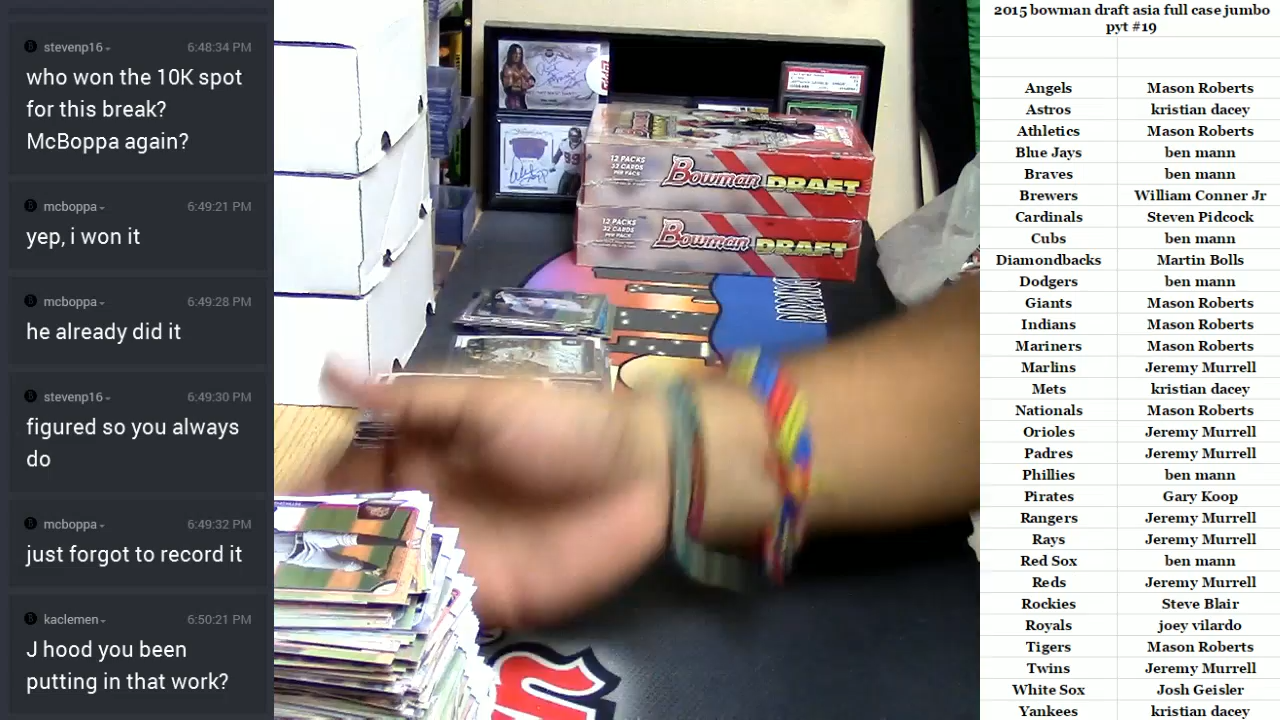 stevenp16
6:48:34 PM
who won the 10K spot
for this break?
McBoppa again?
mcboppa
6:49:21 PM
yep, i won it
mcboppa
6:49:28 PM
he already did it
stevenp16
6:49:30 PM
figured so you always
do
mcboppa
6:49:32 PM
just forgot to record it
kaclemen
6:50:21 PM
J hood you been
putting in that work?
12 PACKS
32 CARDS
PER PACK
Bowman DRAFT
12 PACKS
32 CARDS
PER PACK
Bowman DRAFT
2015 bowman draft asia full case jumbo
pyt #19
Angels Mason Roberts
Astros kristian dacey
Athletics Mason Roberts
Blue Jays ben mann
Braves ben mann
Brewers William Conner Jr
Cardinals Steven Pidcock
Cubs ben mann
Diamondbacks Martin Bolls
Dodgers ben mann
Giants Mason Roberts
Indians Mason Roberts
Mariners Mason Roberts
Marlins Jeremy Murrell
Mets kristian dacey
Nationals Mason Roberts
Orioles Jeremy Murrell
Padres Jeremy Murrell
Phillies ben mann
Pirates Gary Koop
Rangers Jeremy Murrell
Rays Jeremy Murrell
Red Sox ben mann
Reds Jeremy Murrell
Rockies Steve Blair
Royals joey vilardo
Tigers Mason Roberts
Twins Jeremy Murrell
White Sox Josh Geisler
Yankees kristian dacey